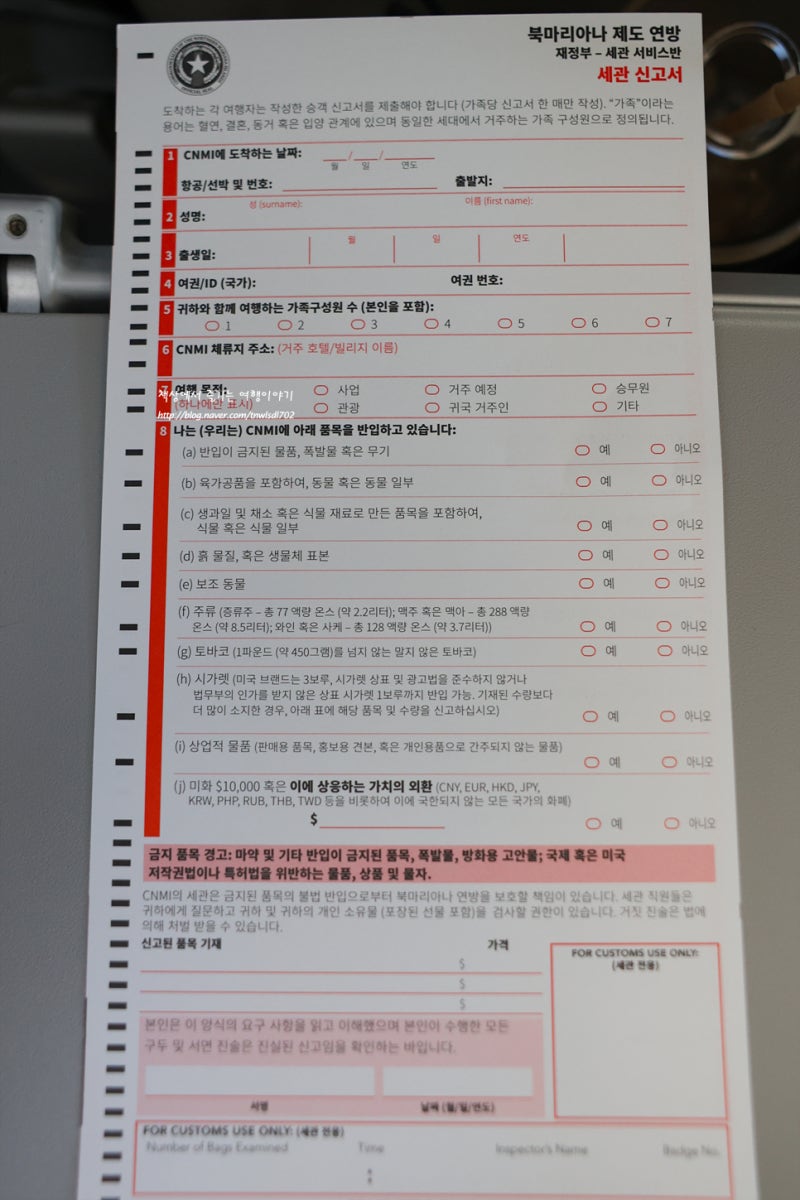 북마리아나 제도 연방
재정부 – 세관 서비스반
세관 신고서
도착하는 각 여행자는 작성한 승객 신고서를 제출해야 합니다 (가족당 신고서 한 매만 작성). “가족”이라는
용어는 혈연, 결혼, 동거 혹은 입양 관계에 있으며 동일한 세대에서 거주하는 가족 구성원으로 정의됩니다.
1 CNMI에 도착하는 날짜: / /
월 일 연도
항공/선박 및 번호: 출발지:
성 (surname): 이름 (first name):
2 성명:
월 일 연도
3 출생일:
4 여권/ID (국가): 여권 번호:
5 귀하와 함께 여행하는 가족구성원 수 (본인을 포함):
1 2 3 4 5 6 7
6 CNMI 체류지 주소: (거주 호텔/빌리지 이름)
7 여행 목적: 사업 거주 예정 승무원
(하나에만 표시) 관광 귀국 거주인 기타
책상에서 즐기는 여행이야기
http://blog.naver.com/tnwlsdl702
8 나는 (우리는) CNMI에 아래 품목을 반입하고 있습니다:
(a) 반입이 금지된 물품, 폭발물 혹은 무기 예 아니오
(b) 육가공품을 포함하여, 동물 혹은 동물 일부 예 아니오
(c) 생과일 및 채소 혹은 식물 재료로 만든 품목을 포함하여,
식물 혹은 식물 일부 예 아니오
(d) 흙 물질, 혹은 생물체 표본 예 아니오
(e) 보조 동물 예 아니오
(f) 주류 (증류주 – 총 77 액량 온스 (약 2.2리터); 맥주 혹은 맥아 – 총 288 액량
온스 (약 8.5리터); 와인 혹은 사케 – 총 128 액량 온스 (약 3.7리터)) 예 아니오
(g) 토바코 (1파운드 (약 450그램)를 넘지 않는 말지 않은 토바코) 예 아니오
(h) 시가렛 (미국 브랜드는 3보루, 시가렛 상표 및 광고법을 준수하지 않거나
법무부의 인가를 받지 않은 상표 시가렛 1보루까지 반입 가능. 기재된 수량보다
더 많이 소지한 경우, 아래 표에 해당 품목 및 수량을 신고하십시오) 예 아니오
(i) 상업적 물품 (판매용 품목, 홍보용 견본, 혹은 개인용품으로 간주되지 않는 물품)
예 아니오
(j) 미화 $10,000 혹은 이에 상응하는 가치의 외환 (CNY, EUR, HKD, JPY,
KRW, PHP, RUB, THB, TWD 등을 비롯하여 이에 국한되지 않는 모든 국가의 화폐)
$ 예 아니오
금지 품목 경고: 마약 및 기타 반입이 금지된 품목, 폭발물, 방화용 고안물; 국제 혹은 미국
저작권법이나 특허법을 위반하는 물품, 상품 및 물자.
CNMI의 세관은 금지된 품목의 불법 반입으로부터 북마리아나 연방을 보호할 책임이 있습니다. 세관 직원들은
귀하에게 질문하고 귀하 및 귀하의 개인 소유물 (포장된 선물 포함)을 검사할 권한이 있습니다. 거짓 진술은 법에
의해 처벌 받을 수 있습니다.
신고된 품목 기재 가격
$
$
$
FOR CUSTOMS USE ONLY:
(세관 전용)
본인은 이 양식의 요구 사항을 읽고 이해했으며 본인이 수행한 모든
구두 및 서면 진술은 진실된 신고임을 확인하는 바입니다.
서명 날짜 (월/일/연도)
FOR CUSTOMS USE ONLY: (세관 전용)
Number of Bags Examined Time Inspector's Name Badge No.
: